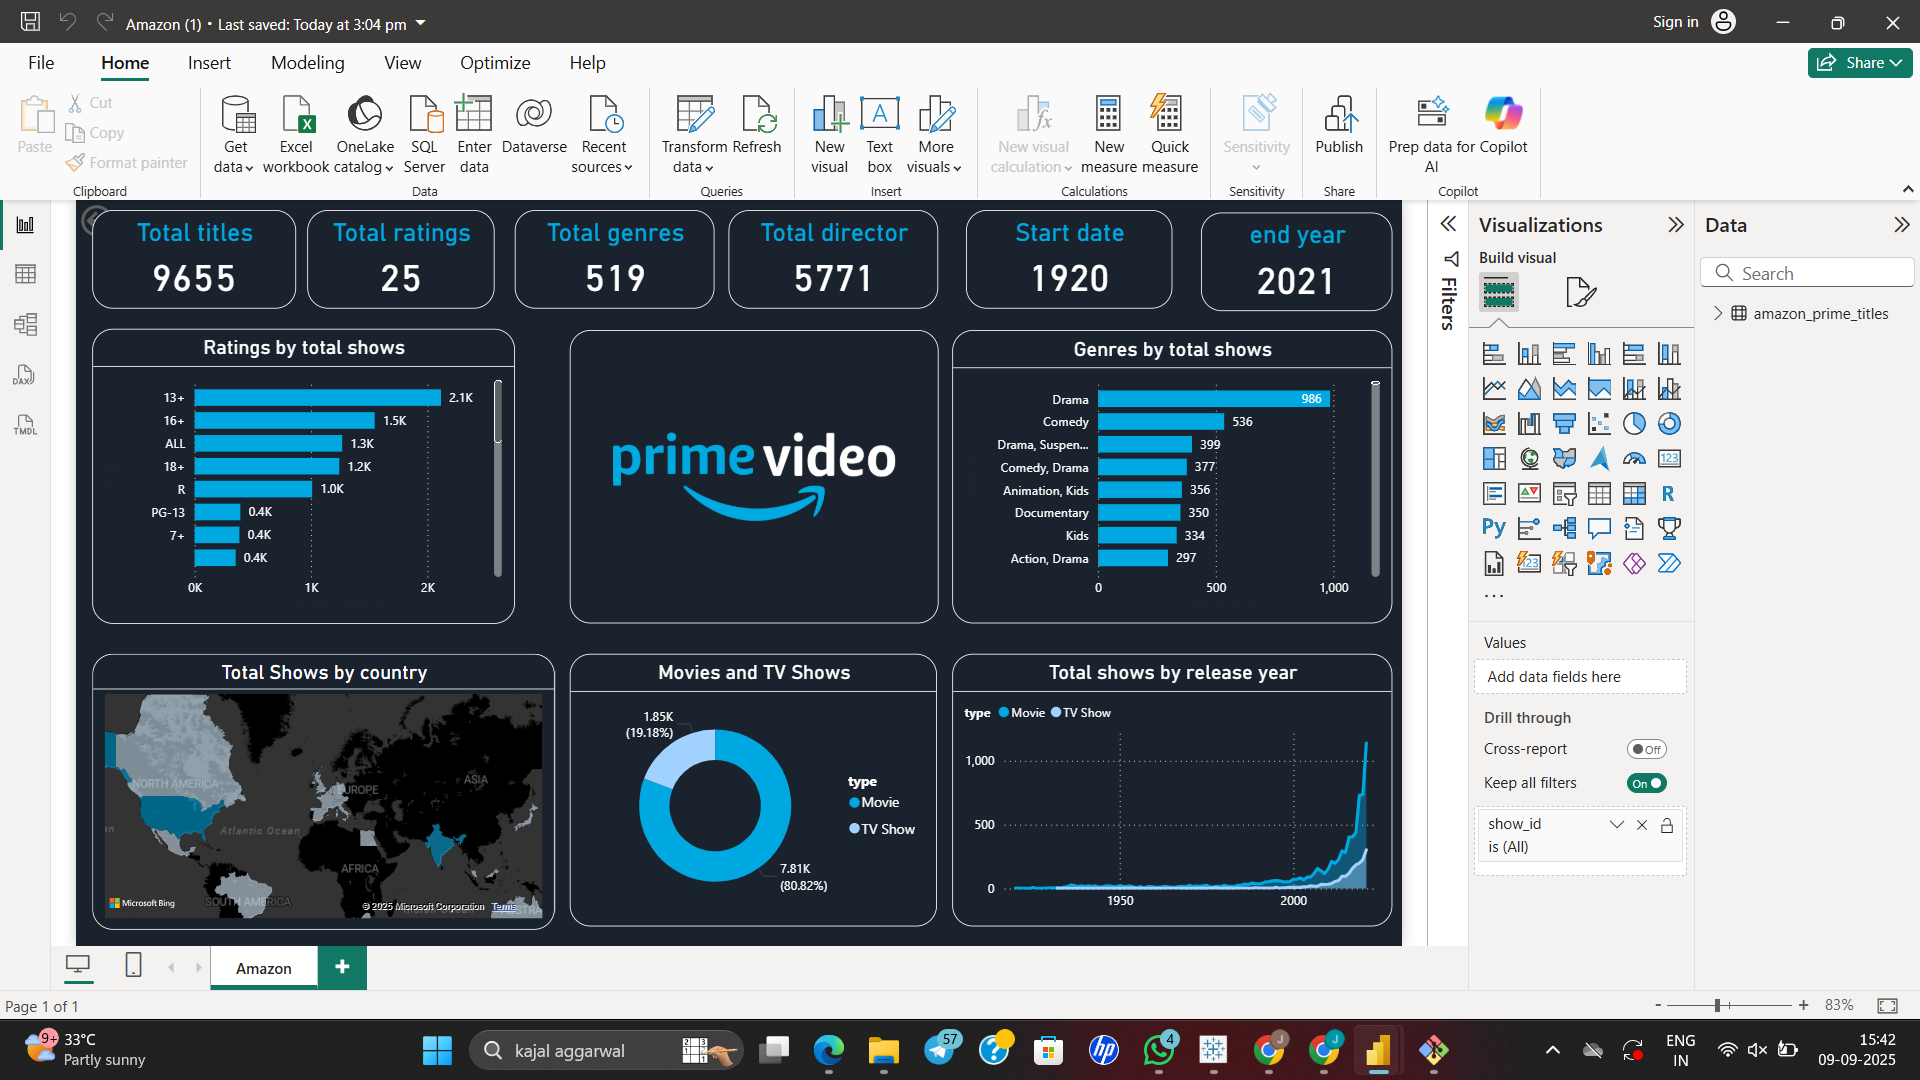 Amazon (1) • Last saved: Today at 3:04 pm
Sign in
File
Home
Insert
Modeling
View
Optimize
Help
Share
Paste
Cut
Copy
Format painter
Clipboard
Get data
Excel workbook
OneLake catalog
SQL Server
Enter data
Dataverse
Recent sources
Data
Transform data
Refresh
Queries
New visual
Text box
More visuals
Insert
New visual calculation
New measure
Quick measure
Calculations
Sensitivity
Sensitivity
Publish
Share
Prep data for AI
Copilot
Copilot
Total titles
9655
Total ratings
25
Total genres
519
Total director
5771
Start date
1920
end year
2021
Ratings by total shows
13+ 2.1K
16+ 1.5K
ALL 1.3K
18+ 1.2K
R 1.0K
PG-13 0.4K
7+ 0.4K
0.4K
0K 1K 2K
prime video
Genres by total shows
Drama 986
Comedy 536
Drama, Suspen... 399
Comedy, Drama 377
Animation, Kids 356
Documentary 350
Kids 334
Action, Drama 297
0 500 1,000
Total Shows by country
NORTH AMERICA
EUROPE
ASIA
Atlantic Ocean
AFRICA
SOUTH AMERICA
Microsoft Bing
© 2025 Microsoft Corporation Terms
Movies and TV Shows
1.85K
(19.18%)
7.81K
(80.82%)
type
Movie
TV Show
Total shows by release year
type Movie TV Show
1,000
500
0
1950 2000
Filters
Visualizations
Build visual
Values
Add data fields here
Drill through
Cross-report Off
Keep all filters On
show_id
is (All)
Data
Search
amazon_prime_titles
Amazon
Page 1 of 1
- + 83%
9+
33°C
Partly sunny
kajal aggarwal
57
4
ENG
IN
15:42
09-09-2025